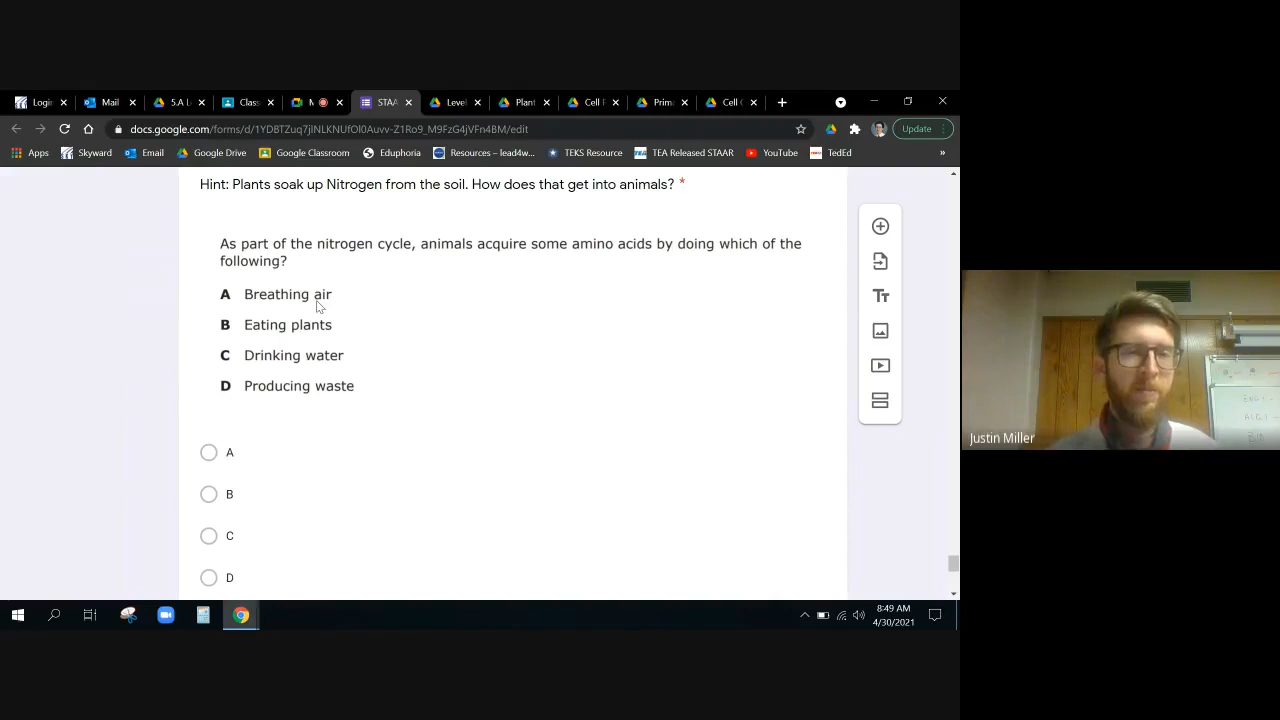 Login
Mail
5.A L
Class
M
STAA
Level
Plant
Cell F
Prima
Cell C
docs.google.com/forms/d/1YDBTZuq7jlNLKNUfOl0Auvv-Z1Ro9_M9FzG4jVFn4BM/edit
Update
Apps
Skyward
Email
Google Drive
Google Classroom
Eduphoria
Resources – lead4w...
TEKS Resource
TEA Released STAAR
YouTube
TedEd
»
Hint: Plants soak up Nitrogen from the soil. How does that get into animals? *
As part of the nitrogen cycle, animals acquire some amino acids by doing which of the
following?
A Breathing air
B Eating plants
C Drinking water
D Producing waste
A
B
C
D
Justin Miller
8:49 AM
4/30/2021